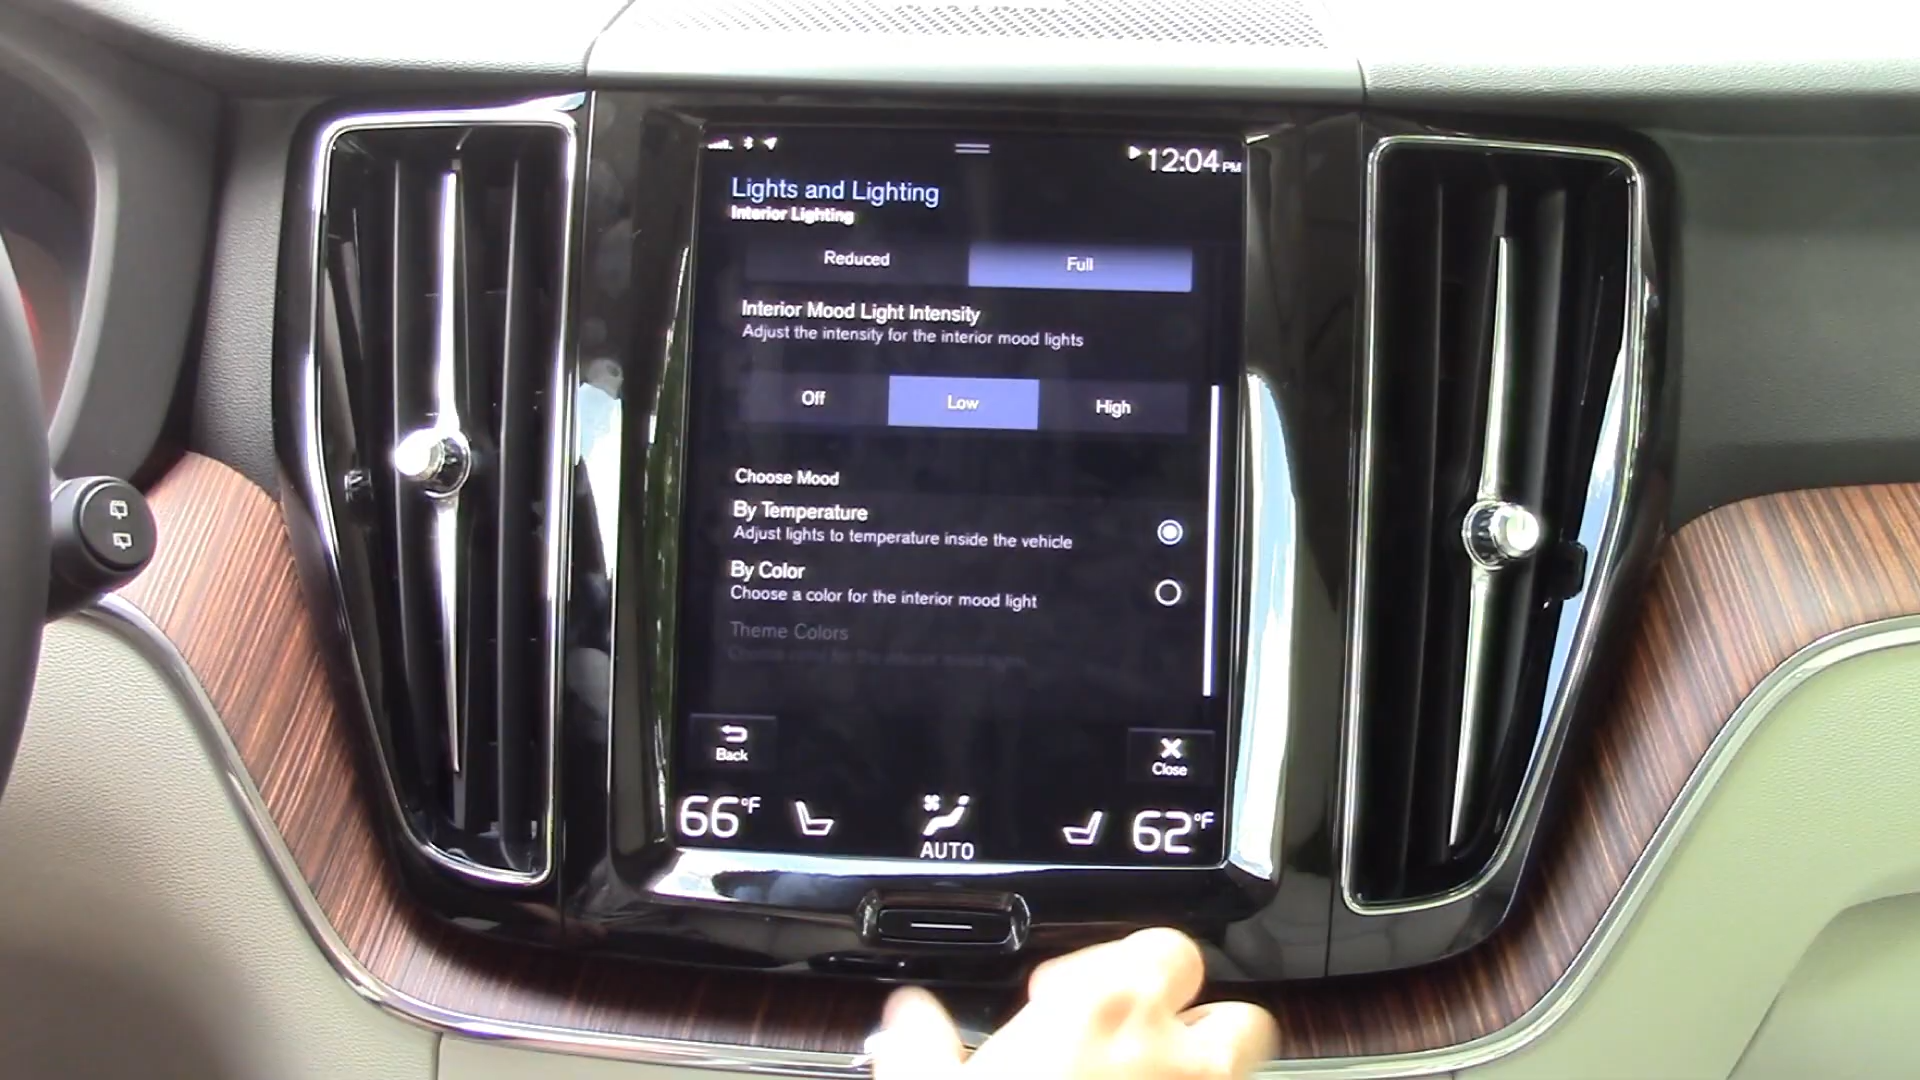 12:04 PM
Lights and Lighting
Interior Lighting
Reduced Full
Interior Mood Light Intensity
Adjust the intensity for the interior mood lights
Off Low High
Choose Mood
By Temperature
Adjust lights to temperature inside the vehicle
By Color
Choose a color for the interior mood light
Theme Colors
Back Close
66°F 62°F
AUTO